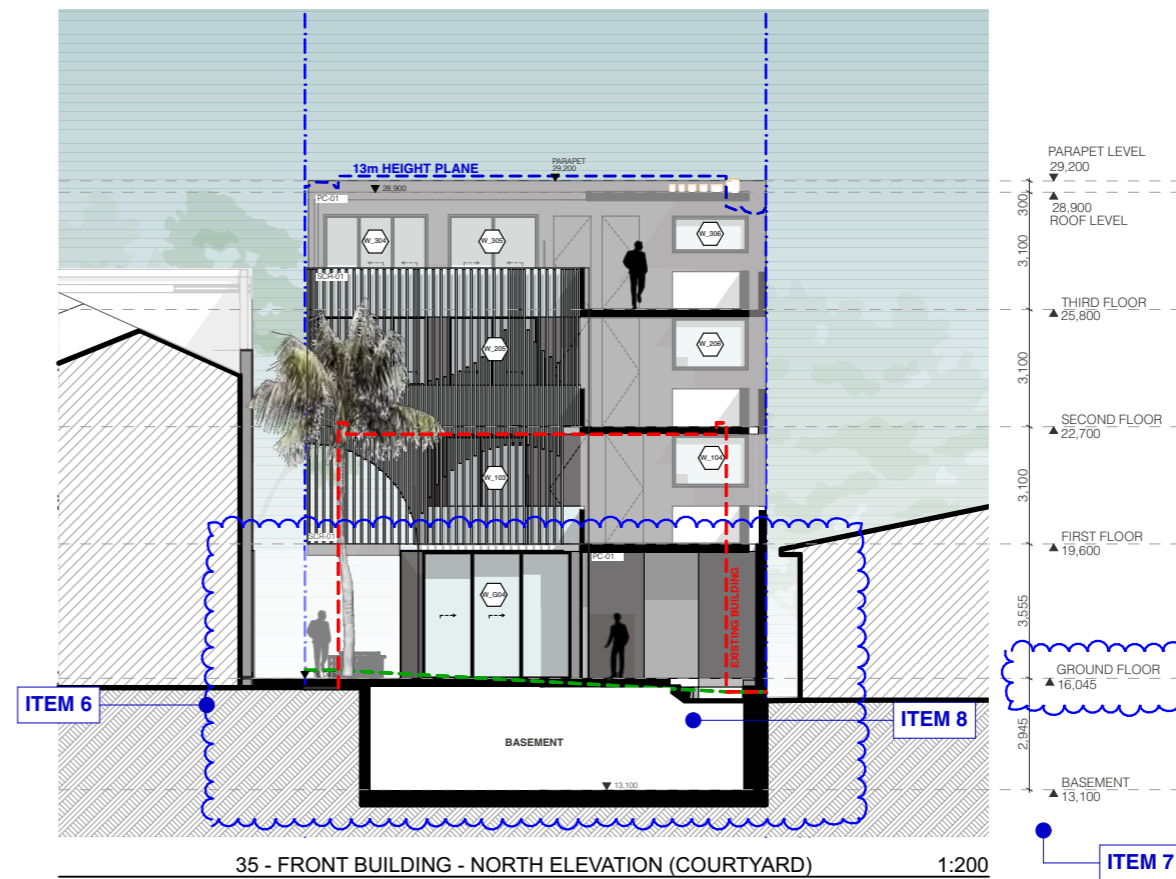 13m HEIGHT PLANE
PARAPET
29,200
28,900
PC-01
W_304
W_305
W_306
SCR-01
W_205
W_206
W_103
W_104
SCR-01
PC-01
W_G04
EXISTING BUILDING
BASEMENT
13,100
ITEM 6
ITEM 8
PARAPET LEVEL
29,200
28,900
ROOF LEVEL
300
3,100
THIRD FLOOR
25,800
3,100
SECOND FLOOR
22,700
3,100
FIRST FLOOR
19,600
3,555
GROUND FLOOR
16,045
2,945
BASEMENT
13,100
ITEM 7
35 - FRONT BUILDING - NORTH ELEVATION (COURTYARD) 1:200